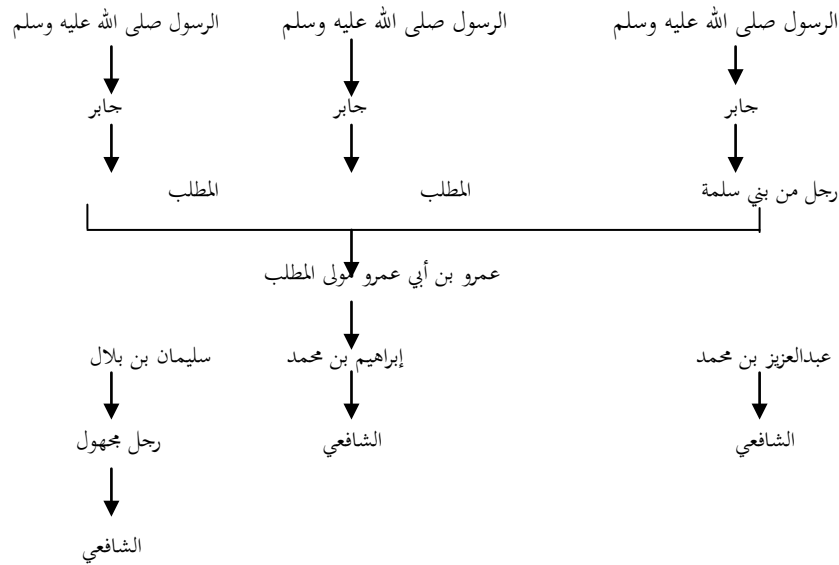 الرسول صلى الله عليه وسلم الرسول صلى الله عليه وسلم الرسول صلى الله عليه وسلم
جابر جابر جابر
رجل من بني سلمة المطلب المطلب
عمرو بن أبي عمرو مولى المطلب
عبدالعزيز بن محمد إبراهيم بن محمد سليمان بن بلال
الشافعي الشافعي رجل مجهول
الشافعي